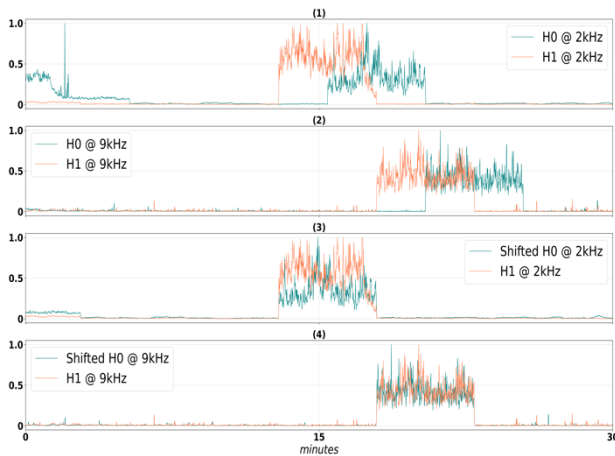 (1)
1.0
0.5
0
H0 @ 2kHz
H1 @ 2kHz
(2)
1.0
0.5
0
H0 @ 9kHz
H1 @ 9kHz
(3)
1.0
0.5
0
Shifted H0 @ 2kHz
H1 @ 2kHz
(4)
1.0
0.5
0
Shifted H0 @ 9kHz
H1 @ 9kHz
0
15
30
minutes